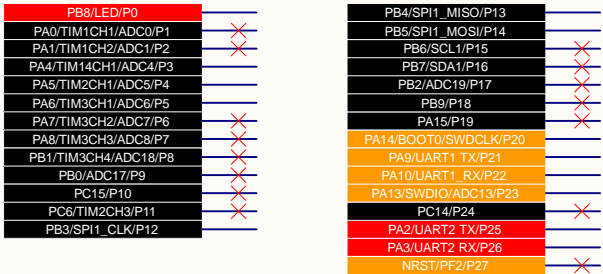 PB8/LED/P0
PA0/TIM1CH1/ADC0/P1
PA1/TIM1CH2/ADC1/P2
PA4/TIM14CH1/ADC4/P3
PA5/TIM2CH1/ADC5/P4
PA6/TIM3CH1/ADC6/P5
PA7/TIM3CH2/ADC7/P6
PA8/TIM3CH3/ADC8/P7
PB1/TIM3CH4/ADC18/P8
PB0/ADC17/P9
PC15/P10
PC6/TIM2CH3/P11
PB3/SPI1_CLK/P12
PB4/SPI1_MISO/P13
PB5/SPI1_MOSI/P14
PB6/SCL1/P15
PB7/SDA1/P16
PB2/ADC19/P17
PB9/P18
PA15/P19
PA14/BOOT0/SWDCLK/P20
PA9/UART1 TX/P21
PA10/UART1_RX/P22
PA13/SWDIO/ADC13/P23
PC14/P24
PA2/UART2 TX/P25
PA3/UART2 RX/P26
NRST/PF2/P27